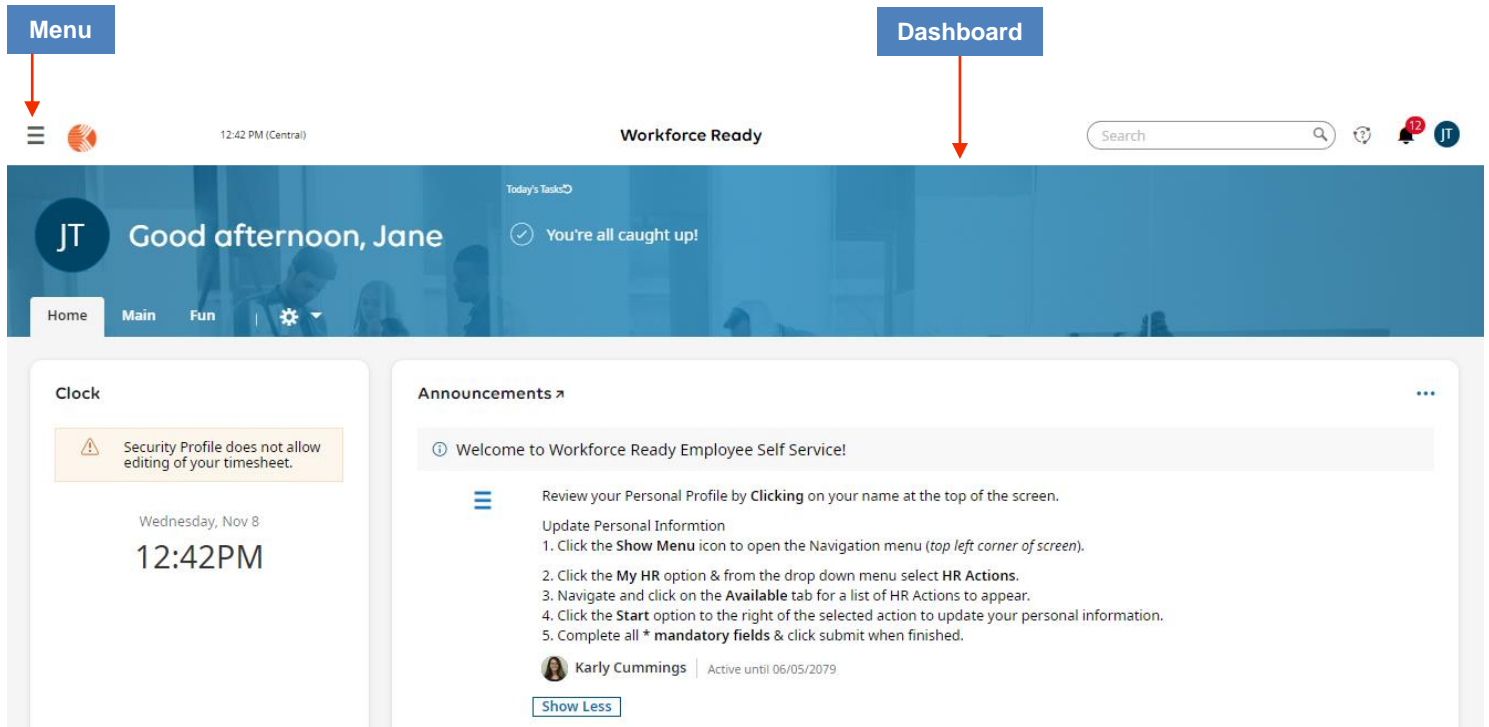 Menu
Dashboard
12:42 PM (Central)
Workforce Ready
Search
12
JT
Today's Tasks
JT
Good afternoon, Jane
You're all caught up!
Home
Main
Fun
Clock
Security Profile does not allow
editing of your timesheet.
Wednesday, Nov 8
12:42PM
Announcements
Welcome to Workforce Ready Employee Self Service!
Review your Personal Profile by Clicking on your name at the top of the screen.
Update Personal Informtion
1. Click the Show Menu icon to open the Navigation menu (top left corner of screen).
2. Click the My HR option & from the drop down menu select HR Actions.
3. Navigate and click on the Available tab for a list of HR Actions to appear.
4. Click the Start option to the right of the selected action to update your personal information.
5. Complete all * mandatory fields & click submit when finished.
Karly Cummings
Active until 06/05/2079
Show Less